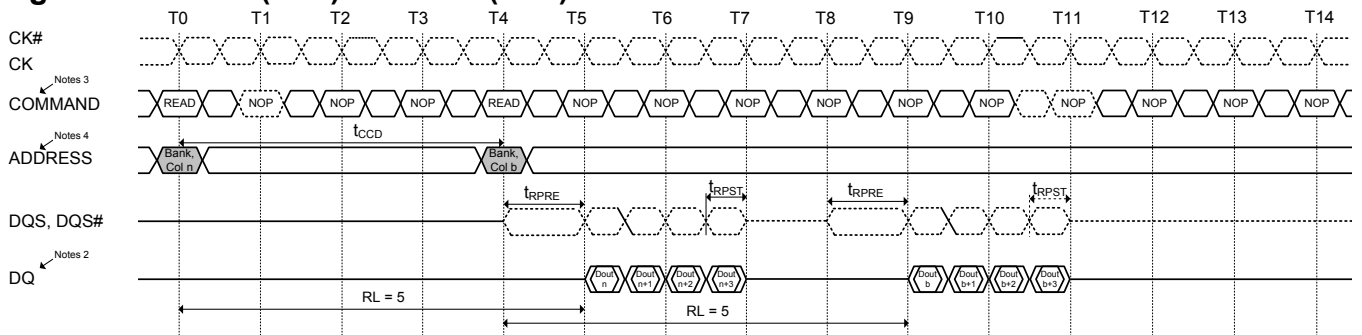 T0 T1 T2 T3 T4 T5 T6 T7 T8 T9 T10 T11 T12 T13 T14
CK#
CK
Notes 3
COMMAND READ NOP NOP NOP READ NOP NOP NOP NOP NOP NOP NOP NOP NOP NOP
tCCD
Notes 4
ADDRESS Bank, Col n Bank, Col b
tRPRE tRPST tRPRE tRPST
DQS, DQS#
Notes 2
DQ Dout n Dout n+1 Dout n+2 Dout n+3 Dout b Dout b+1 Dout b+2 Dout b+3
RL = 5
RL = 5